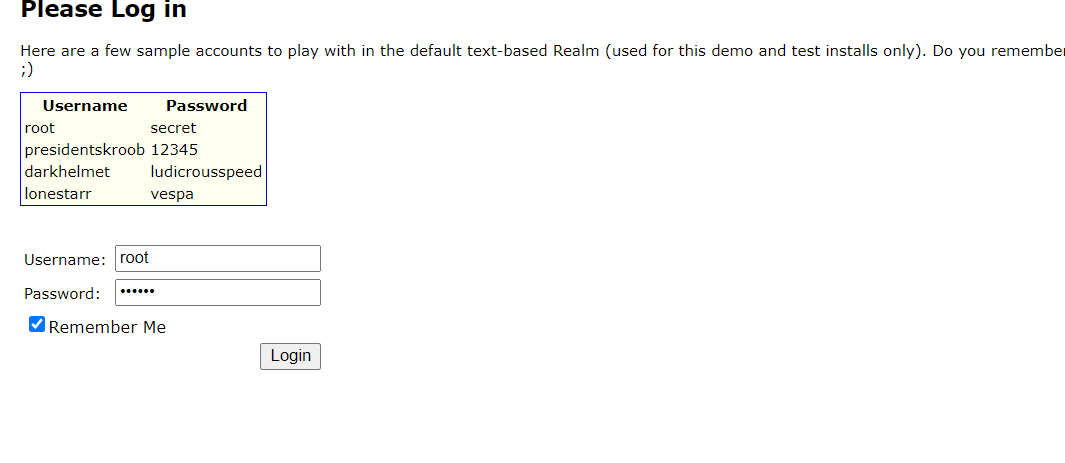 Please Log in
Here are a few sample accounts to play with in the default text-based Realm (used for this demo and test installs only). Do you remember
;)
Username Password
root secret
presidentskroob 12345
darkhelmet ludicrousspeed
lonestarr vespa
Username: root
Password: ••••••
Remember Me
Login